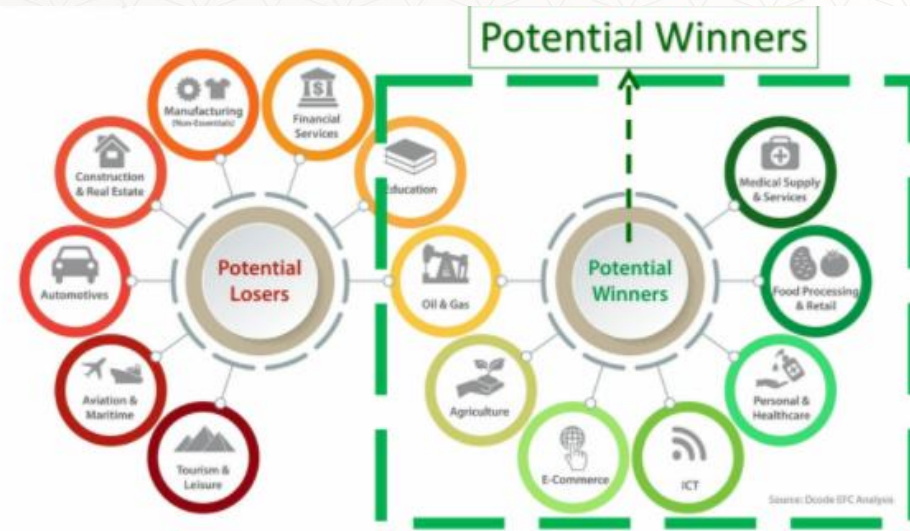 Potential Winners
Manufacturing
(Non-Essentials)
Financial
Services
Construction
& Real Estate
Education
Medical Supply
& Services
Automotives
Potential
Losers
Oil & Gas
Potential
Winners
Food Processing
& Retail
Aviation &
Maritime
Agriculture
Personal &
Healthcare
Tourism &
Leisure
E-Commerce
ICT
Source: Dcode EFC Analysis